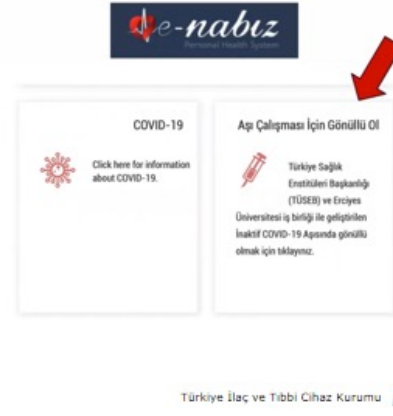 e-nabız
Personal Health System
COVID-19
Click here for information
about COVID-19.
Aşı Çalışması İçin Gönüllü Ol
Türkiye Sağlık
Enstitüleri Başkanlığı
(TÜSEB) ve Erciyes
Üniversitesi iş birliği ile geliştirilen
İnaktif COVID-19 Aşısında gönüllü
olmak için tıklayınız.
Türkiye İlaç ve Tıbbi Cihaz Kurumu